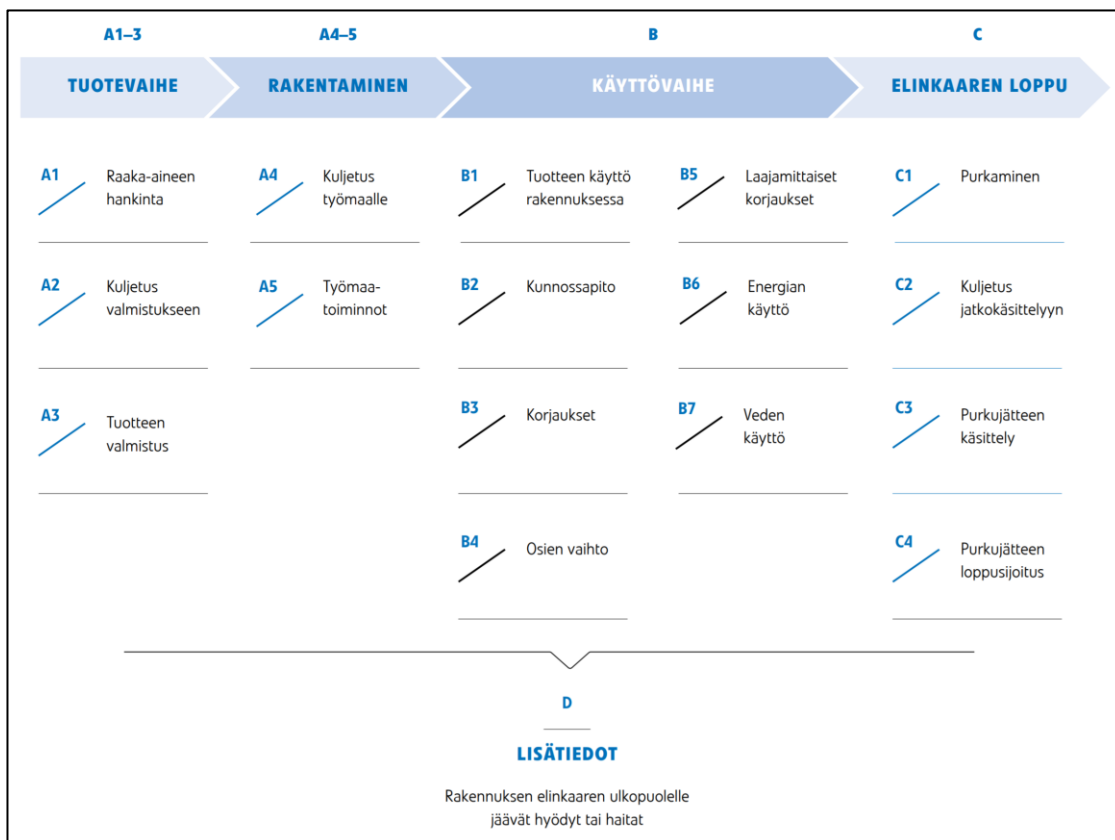 A1–3
A4–5
B
C
TUOTEVAIHE
RAKENTAMINEN
KÄYTTÖVAIHE
ELINKAAREN LOPPU
A1
Raaka-aineen
hankinta
A2
Kuljetus
valmistukseen
A3
Tuotteen
valmistus
A4
Kuljetus
työmaalle
A5
Työmaa-
toiminnot
B1
Tuotteen käyttö
rakennuksessa
B2
Kunnossapito
B3
Korjaukset
B4
Osien vaihto
B5
Laajamittaiset
korjaukset
B6
Energian
käyttö
B7
Veden
käyttö
C1
Purkaminen
C2
Kuljetus
jatkokäsittelyyn
C3
Purkujätteen
käsittely
C4
Purkujätteen
loppusijoitus
D
LISÄTIEDOT
Rakennuksen elinkaaren ulkopuolelle
jäävät hyödyt tai haitat